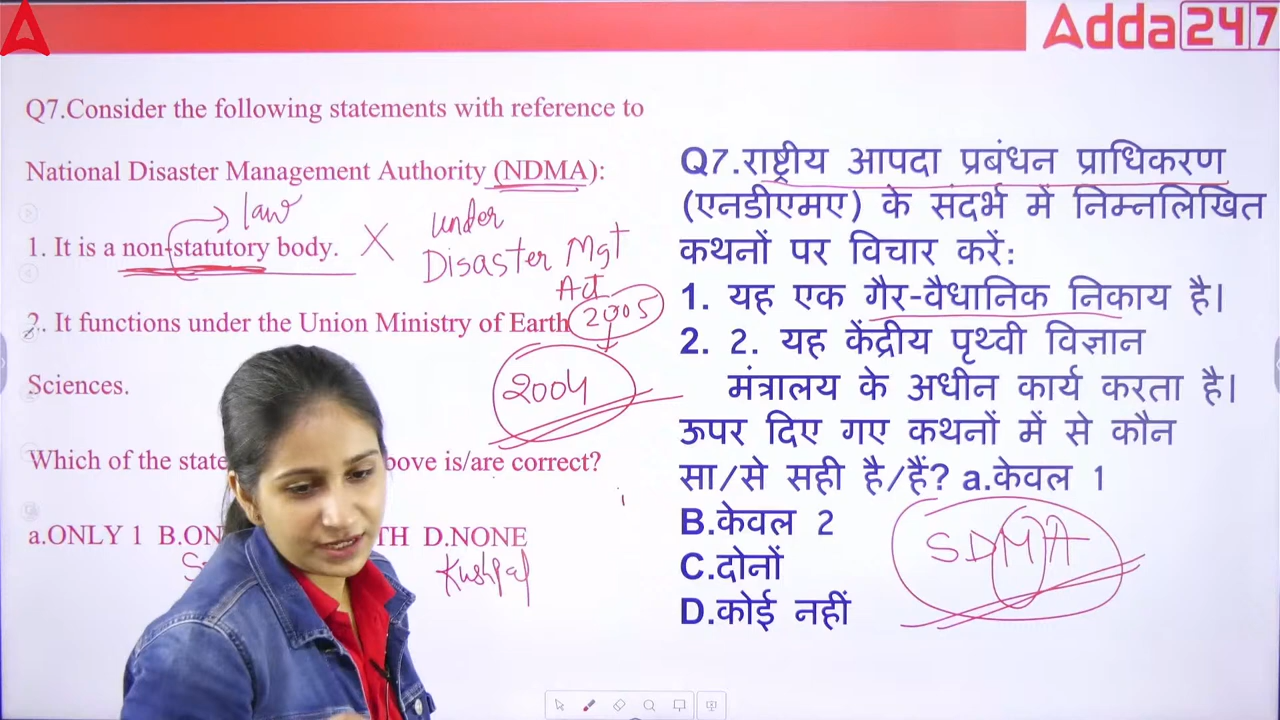 Adda247
Q7.Consider the following statements with reference to
National Disaster Management Authority (NDMA):
law
under
1. It is a non-statutory body. X
Disaster Mgt
Act
2. It functions under the Union Ministry of Earth 2005
Sciences.
2004
Which of the state bove is/are correct?
a.ONLY 1 B.ON TH D.NONE
Q7.राष्ट्रीय आपदा प्रबंधन प्राधिकरण
(एनडीएमए) के संदर्भ में निम्नलिखित
कथनों पर विचार करें:
1. यह एक गैर-वैधानिक निकाय है।
2. 2. यह केंद्रीय पृथ्वी विज्ञान
मंत्रालय के अधीन कार्य करता है।
ऊपर दिए गए कथनों में से कौन
सा/से सही है/हैं? a.केवल 1
B.केवल 2
SDMA
C.दोनों
D.कोई नहीं